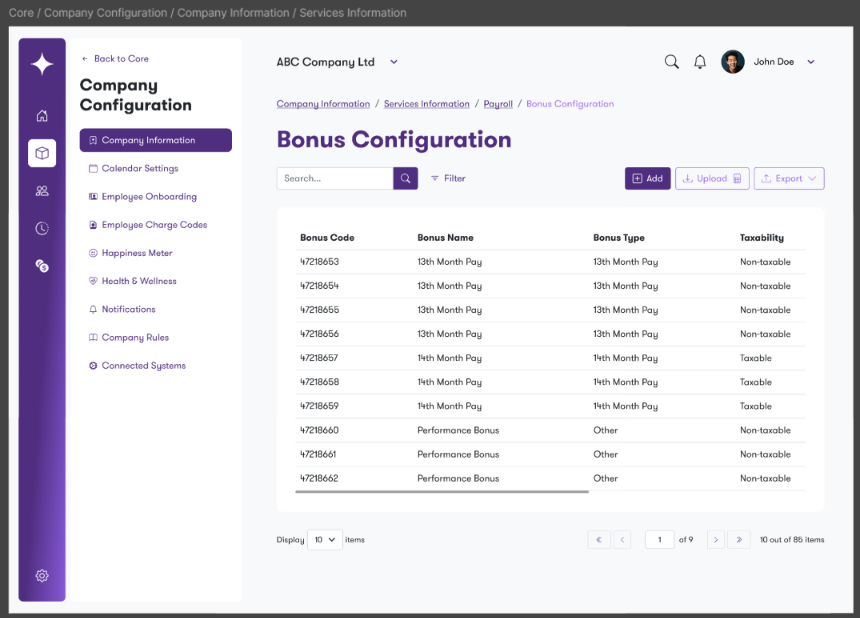 Core / Company Configuration / Company Information / Services Information
Back to Core
Company
Configuration
Company Information
Calendar Settings
Employee Onboarding
Employee Charge Codes
Happiness Meter
Health & Wellness
Notifications
Company Rules
Connected Systems
ABC Company Ltd
John Doe
Company Information / Services Information / Payroll / Bonus Configuration
Bonus Configuration
Search... Filter Add Upload Export
Bonus Code Bonus Name Bonus Type Taxability
47218653 13th Month Pay 13th Month Pay Non-taxable
47218654 13th Month Pay 13th Month Pay Non-taxable
47218655 13th Month Pay 13th Month Pay Non-taxable
47218656 13th Month Pay 13th Month Pay Non-taxable
47218657 14th Month Pay 14th Month Pay Taxable
47218658 14th Month Pay 14th Month Pay Taxable
47218659 14th Month Pay 14th Month Pay Taxable
47218660 Performance Bonus Other Non-taxable
47218661 Performance Bonus Other Non-taxable
47218662 Performance Bonus Other Non-taxable
Display 10 items 1 of 9 10 out of 85 items